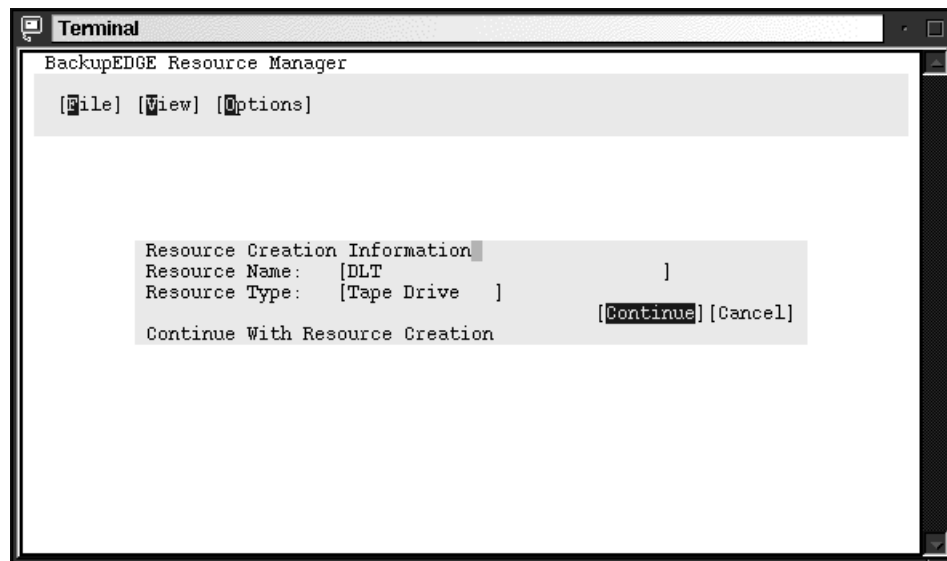 Terminal
BackupEDGE Resource Manager
[File] [View] [Options]
Resource Creation Information
Resource Name: [DLT ]
Resource Type: [Tape Drive ]
[Continue][Cancel]
Continue With Resource Creation